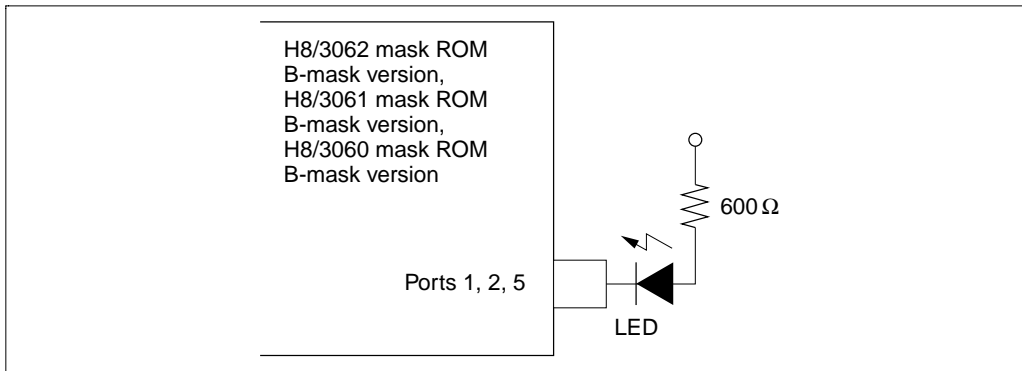 H8/3062 mask ROM
B-mask version,
H8/3061 mask ROM
B-mask version,
H8/3060 mask ROM
B-mask version
600 Ω
Ports 1, 2, 5
LED